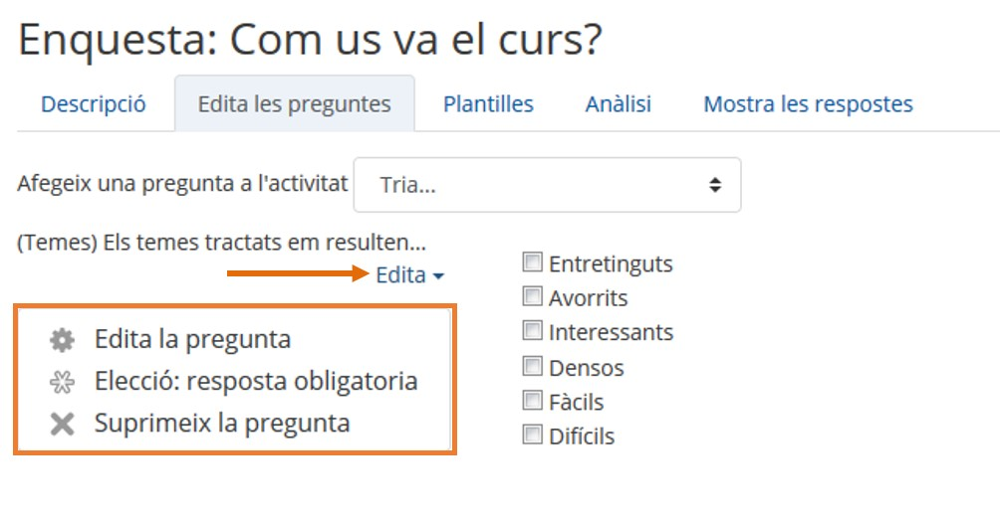 Enquesta: Com us va el curs?
Descripció Edita les preguntes Plantilles Anàlisi Mostra les respostes
Afegeix una pregunta a l'activitat Tria...
(Temes) Els temes tractats em resulten...
Edita
Edita la pregunta
Elecció: resposta obligatoria
Suprimeix la pregunta
Entretinguts
Avorrits
Interessants
Densos
Fàcils
Difícils